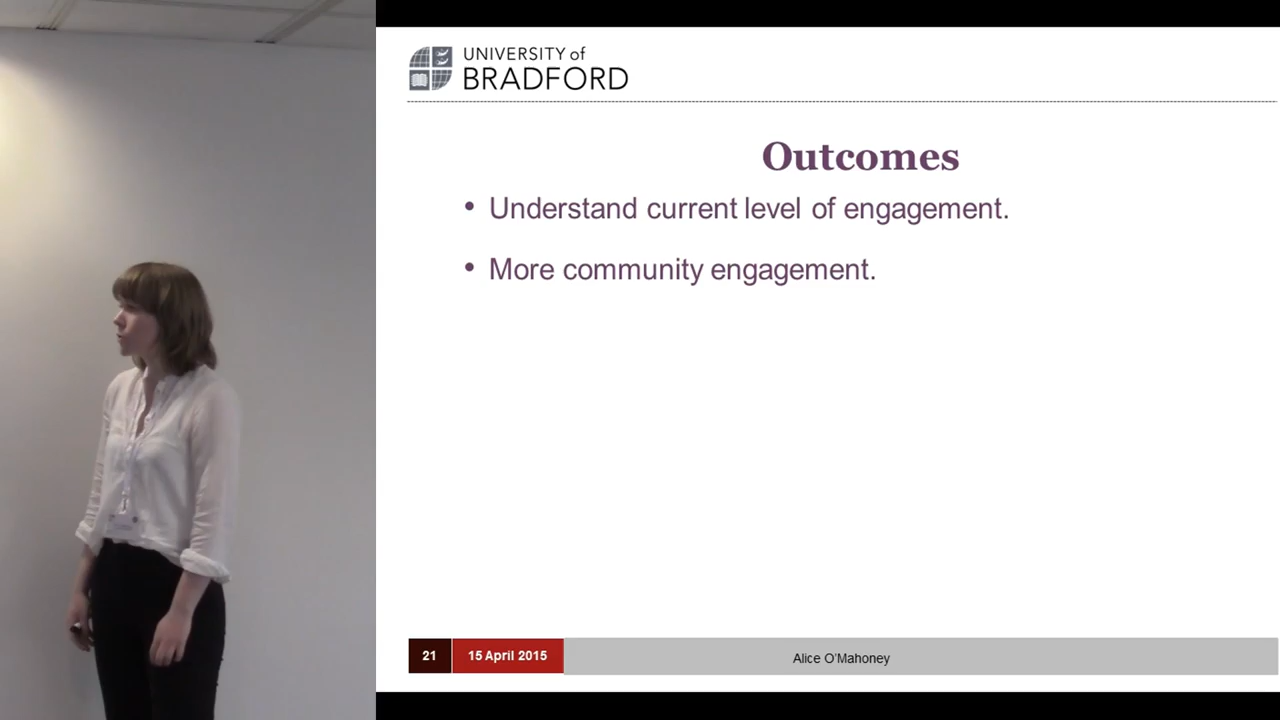 UNIVERSITY of
BRADFORD
Outcomes
• Understand current level of engagement.
• More community engagement.
21
15 April 2015
Alice O'Mahoney